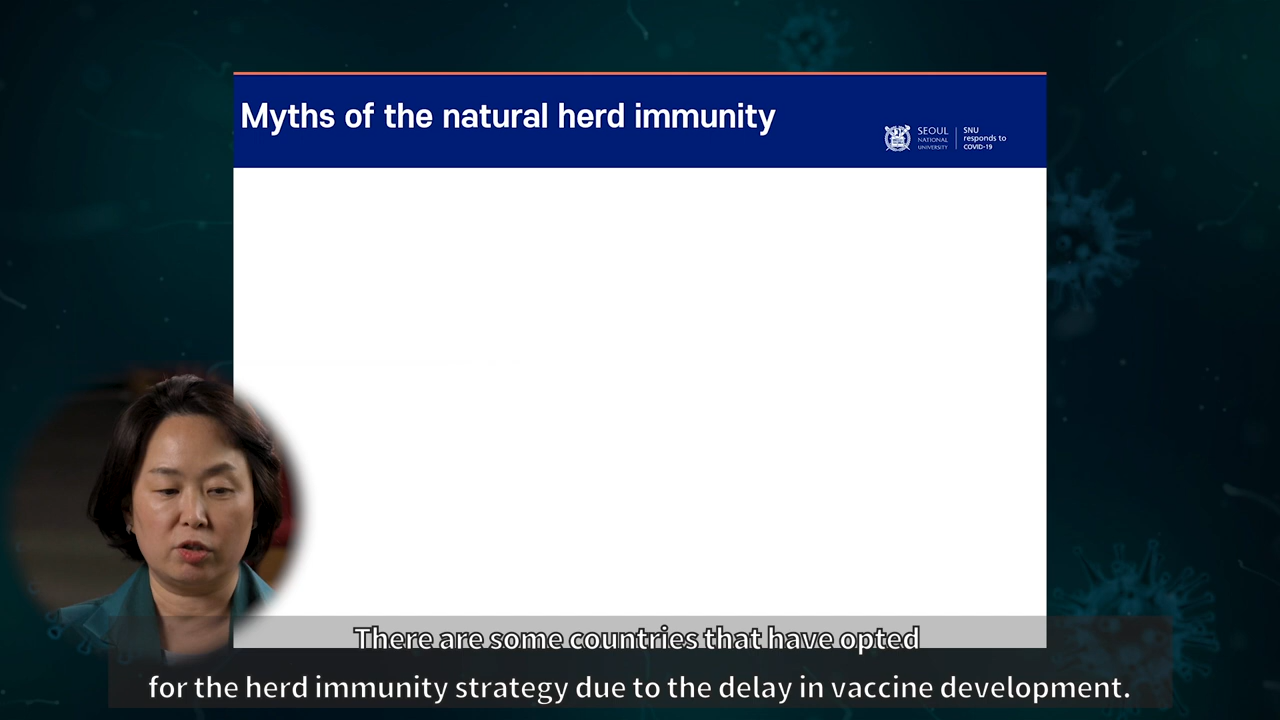 Myths of the natural herd immunity
SEOUL
NATIONAL
UNIVERSITY
SNU
responds to
COVID-19
There are some countries that have opted
for the herd immunity strategy due to the delay in vaccine development.